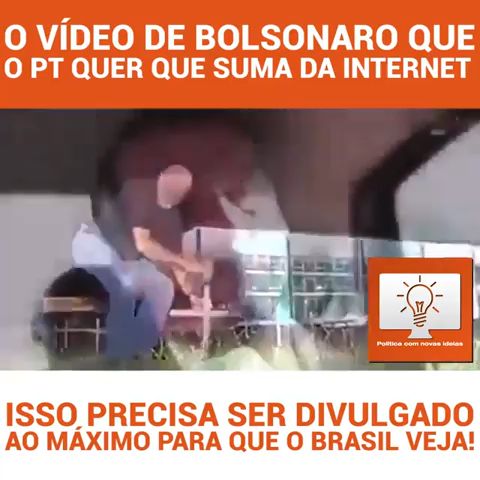 O VÍDEO DE BOLSONARO QUE
O PT QUER QUE SUMA DA INTERNET
Política com novas ideias
ISSO PRECISA SER DIVULGADO
AO MÁXIMO PARA QUE O BRASIL VEJA!